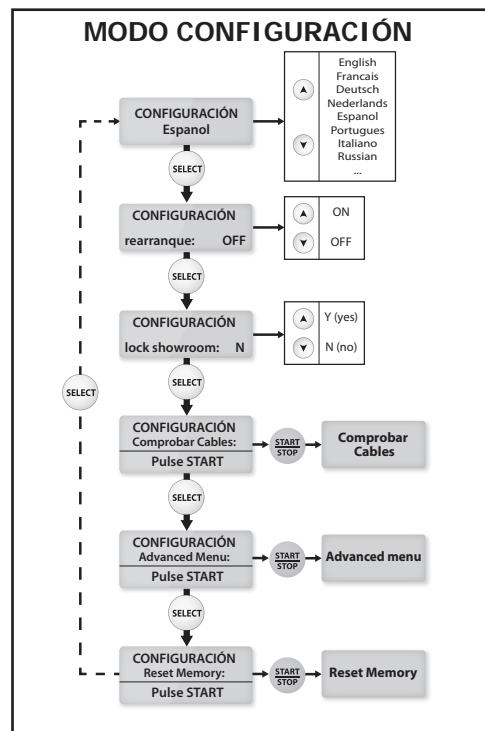 MODO CONFIGURACIÓN
English
Francais
Deutsch
Nederlands
Espanol
Portugues
Italiano
Russian
...
CONFIGURACIÓN
Espanol
SELECT
CONFIGURACIÓN
rearranque: OFF
ON
OFF
SELECT
CONFIGURACIÓN
lock showroom: N
Y (yes)
N (no)
SELECT
SELECT
CONFIGURACIÓN
Comprobar Cables:
Pulse START
START
STOP
Comprobar
Cables
SELECT
CONFIGURACIÓN
Advanced Menu:
Pulse START
START
STOP
Advanced menu
SELECT
CONFIGURACIÓN
Reset Memory:
Pulse START
START
STOP
Reset Memory